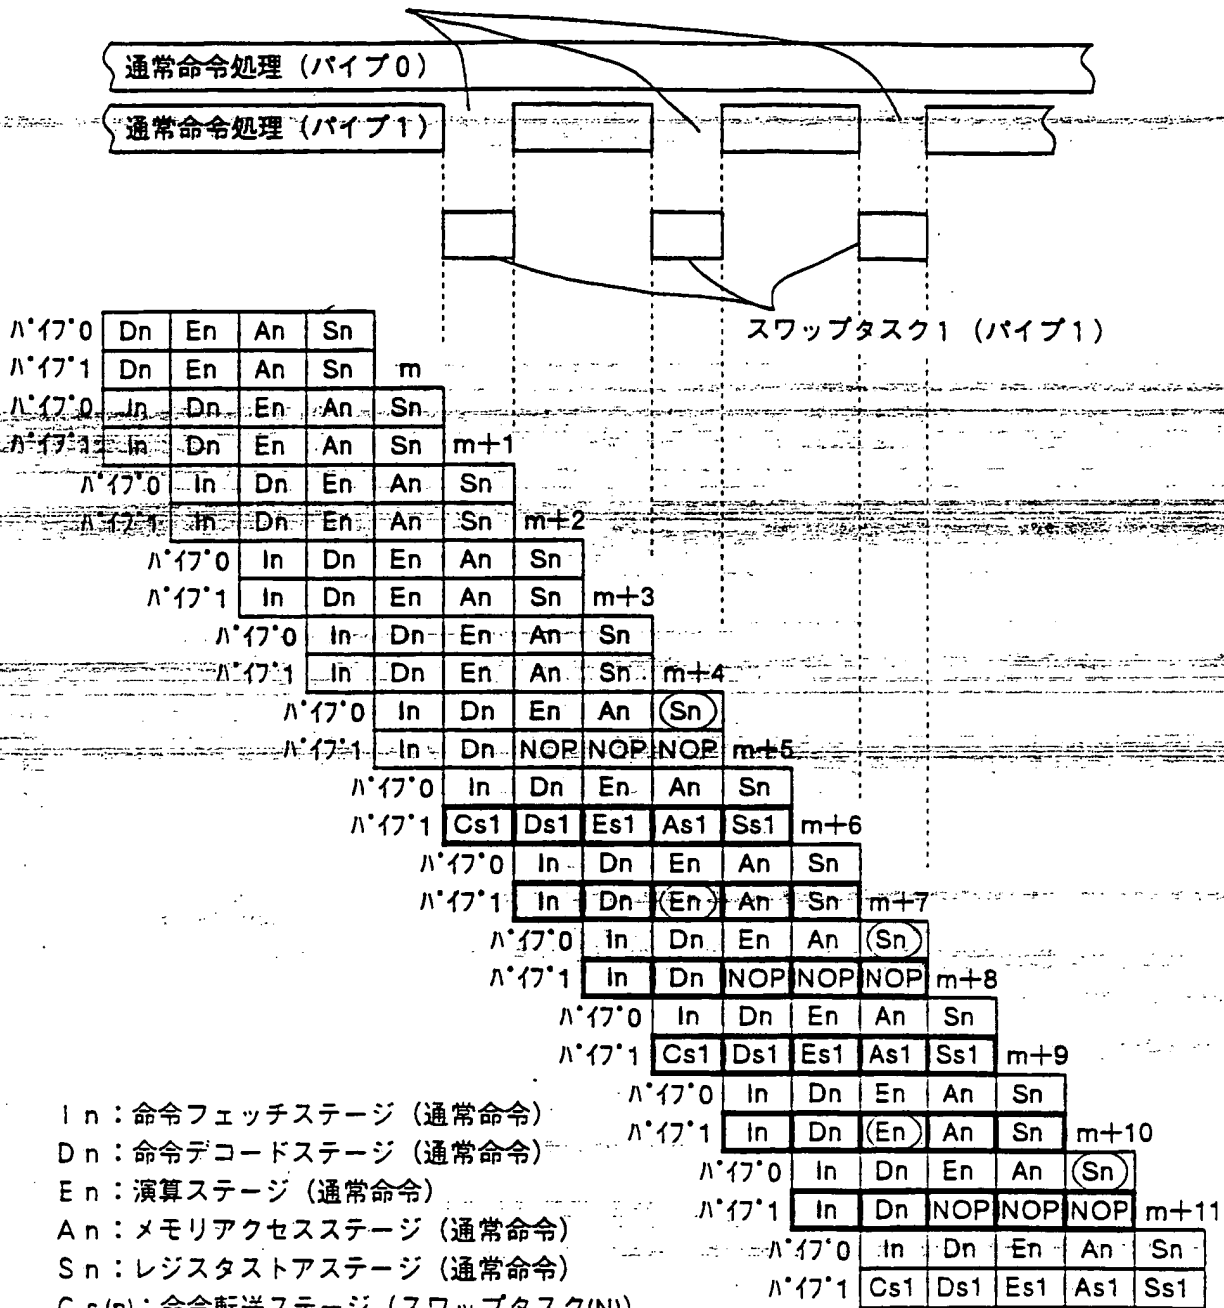 通常命令処理（パイプ0）
通常命令処理（パイプ1）
スワップタスク1（パイプ1）
パイプ0 Dn En An Sn
パイプ1 Dn En An Sn m
パイプ0 In Dn En An Sn
パイプ1 In Dn En An Sn m+1
パイプ0 In Dn En An Sn
パイプ1 In Dn En An Sn m+2
パイプ0 In Dn En An Sn
パイプ1 In Dn En An Sn m+3
パイプ0 In Dn En An Sn
パイプ1 In Dn En An Sn m+4
パイプ0 In Dn En An Sn
パイプ1 In Dn NOP NOP NOP m+5
パイプ0 In Dn En An Sn
パイプ1 Cs1 Ds1 Es1 As1 Ss1 m+6
パイプ0 In Dn En An Sn
パイプ1 In Dn En An Sn m+7
パイプ0 In Dn En An Sn
パイプ1 In Dn NOP NOP NOP m+8
パイプ0 In Dn En An Sn
パイプ1 Cs1 Ds1 Es1 As1 Ss1 m+9
パイプ0 In Dn En An Sn
パイプ1 In Dn En An Sn m+10
パイプ0 In Dn En An Sn
パイプ1 In Dn NOP NOP NOP m+11
パイプ0 In Dn En An Sn
パイプ1 Cs1 Ds1 Es1 As1 Ss1
In：命令フェッチステージ（通常命令）
Dn：命令デコードステージ（通常命令）
En：演算ステージ（通常命令）
An：メモリアクセスステージ（通常命令）
Sn：レジスタストアステージ（通常命令）
Cs(n)：命令転送ステージ（スワップタスク(N)）